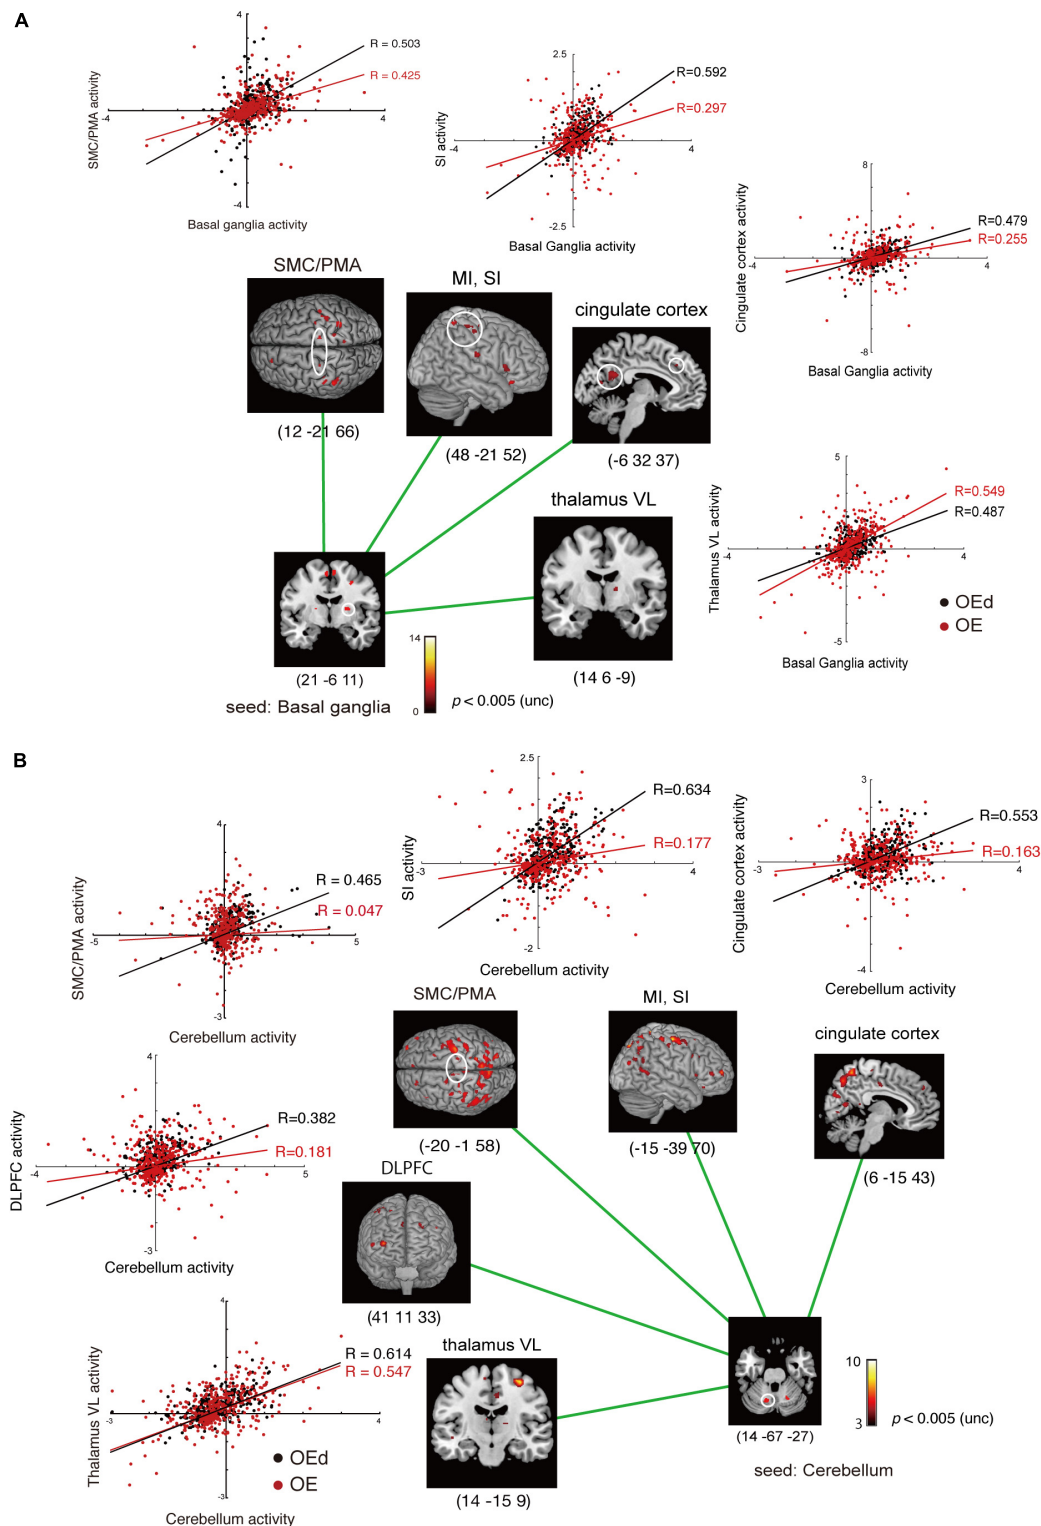 A
4
R = 0.503
R = 0.425
-4
4
-4
SMC/PMA activity
Basal ganglia activity
2.5
R=0.592
R=0.297
-4
4
-2.5
SI activity
Basal Ganglia activity
8
R=0.479
R=0.255
-4
4
-8
Cingulate cortex activity
Basal Ganglia activity
SMC/PMA
(12 -21 66)
MI, SI
(48 -21 52)
cingulate cortex
(-6 32 37)
thalamus VL
(14 6 -9)
5
R=0.549
R=0.487
-4
4
-5
Thalamus VL activity
Basal Ganglia activity
OEd
OE
(21 -6 11)
seed: Basal ganglia
14
0
p < 0.005 (unc)
B
4
R = 0.465
R = 0.047
-5
5
-3
SMC/PMA activity
Cerebellum activity
2.5
R=0.634
R=0.177
-3
4
-2
SI activity
Cerebellum activity
3
R=0.553
R=0.163
-3
4
-4
Cingulate cortex activity
Cerebellum activity
4
R=0.382
R=0.181
-4
5
-3
DLPFC activity
Cerebellum activity
SMC/PMA
(-20 -1 58)
MI, SI
(-15 -39 70)
cingulate cortex
(6 -15 43)
DLPFC
(41 11 33)
thalamus VL
(14 -15 9)
4
R = 0.614
R = 0.547
-3
4
-3
Thalamus VL activity
Cerebellum activity
OEd
OE
(14 -67 -27)
seed: Cerebellum
10
3
p < 0.005 (unc)